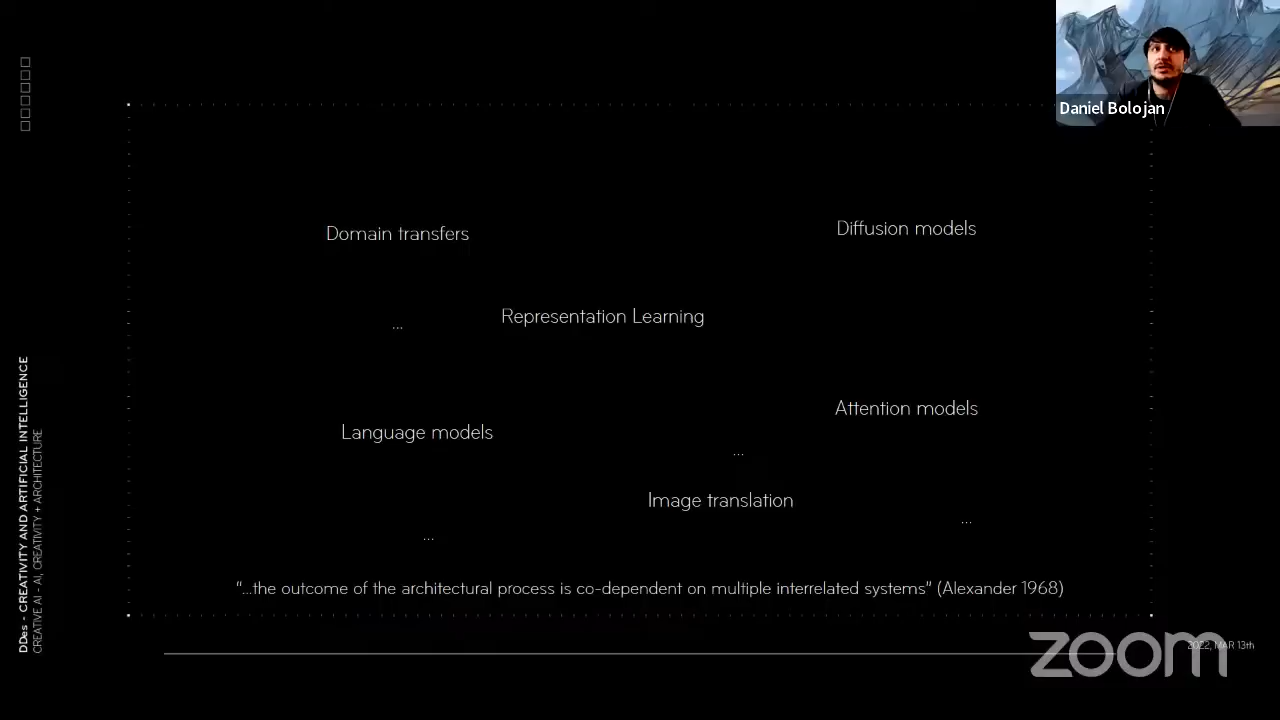 Daniel Bolojan
Domain transfers
Diffusion models
...
Representation Learning
Language models
Attention models
...
Image translation
...
...
"...the outcome of the architectural process is co-dependent on multiple interrelated systems" (Alexander 1968)
DDes - CREATIVITY AND ARTIFICIAL INTELLIGENCE
CREATIVE AI - AI, CREATIVITY + ARCHITECTURE
zoom
2022, MAR 13th